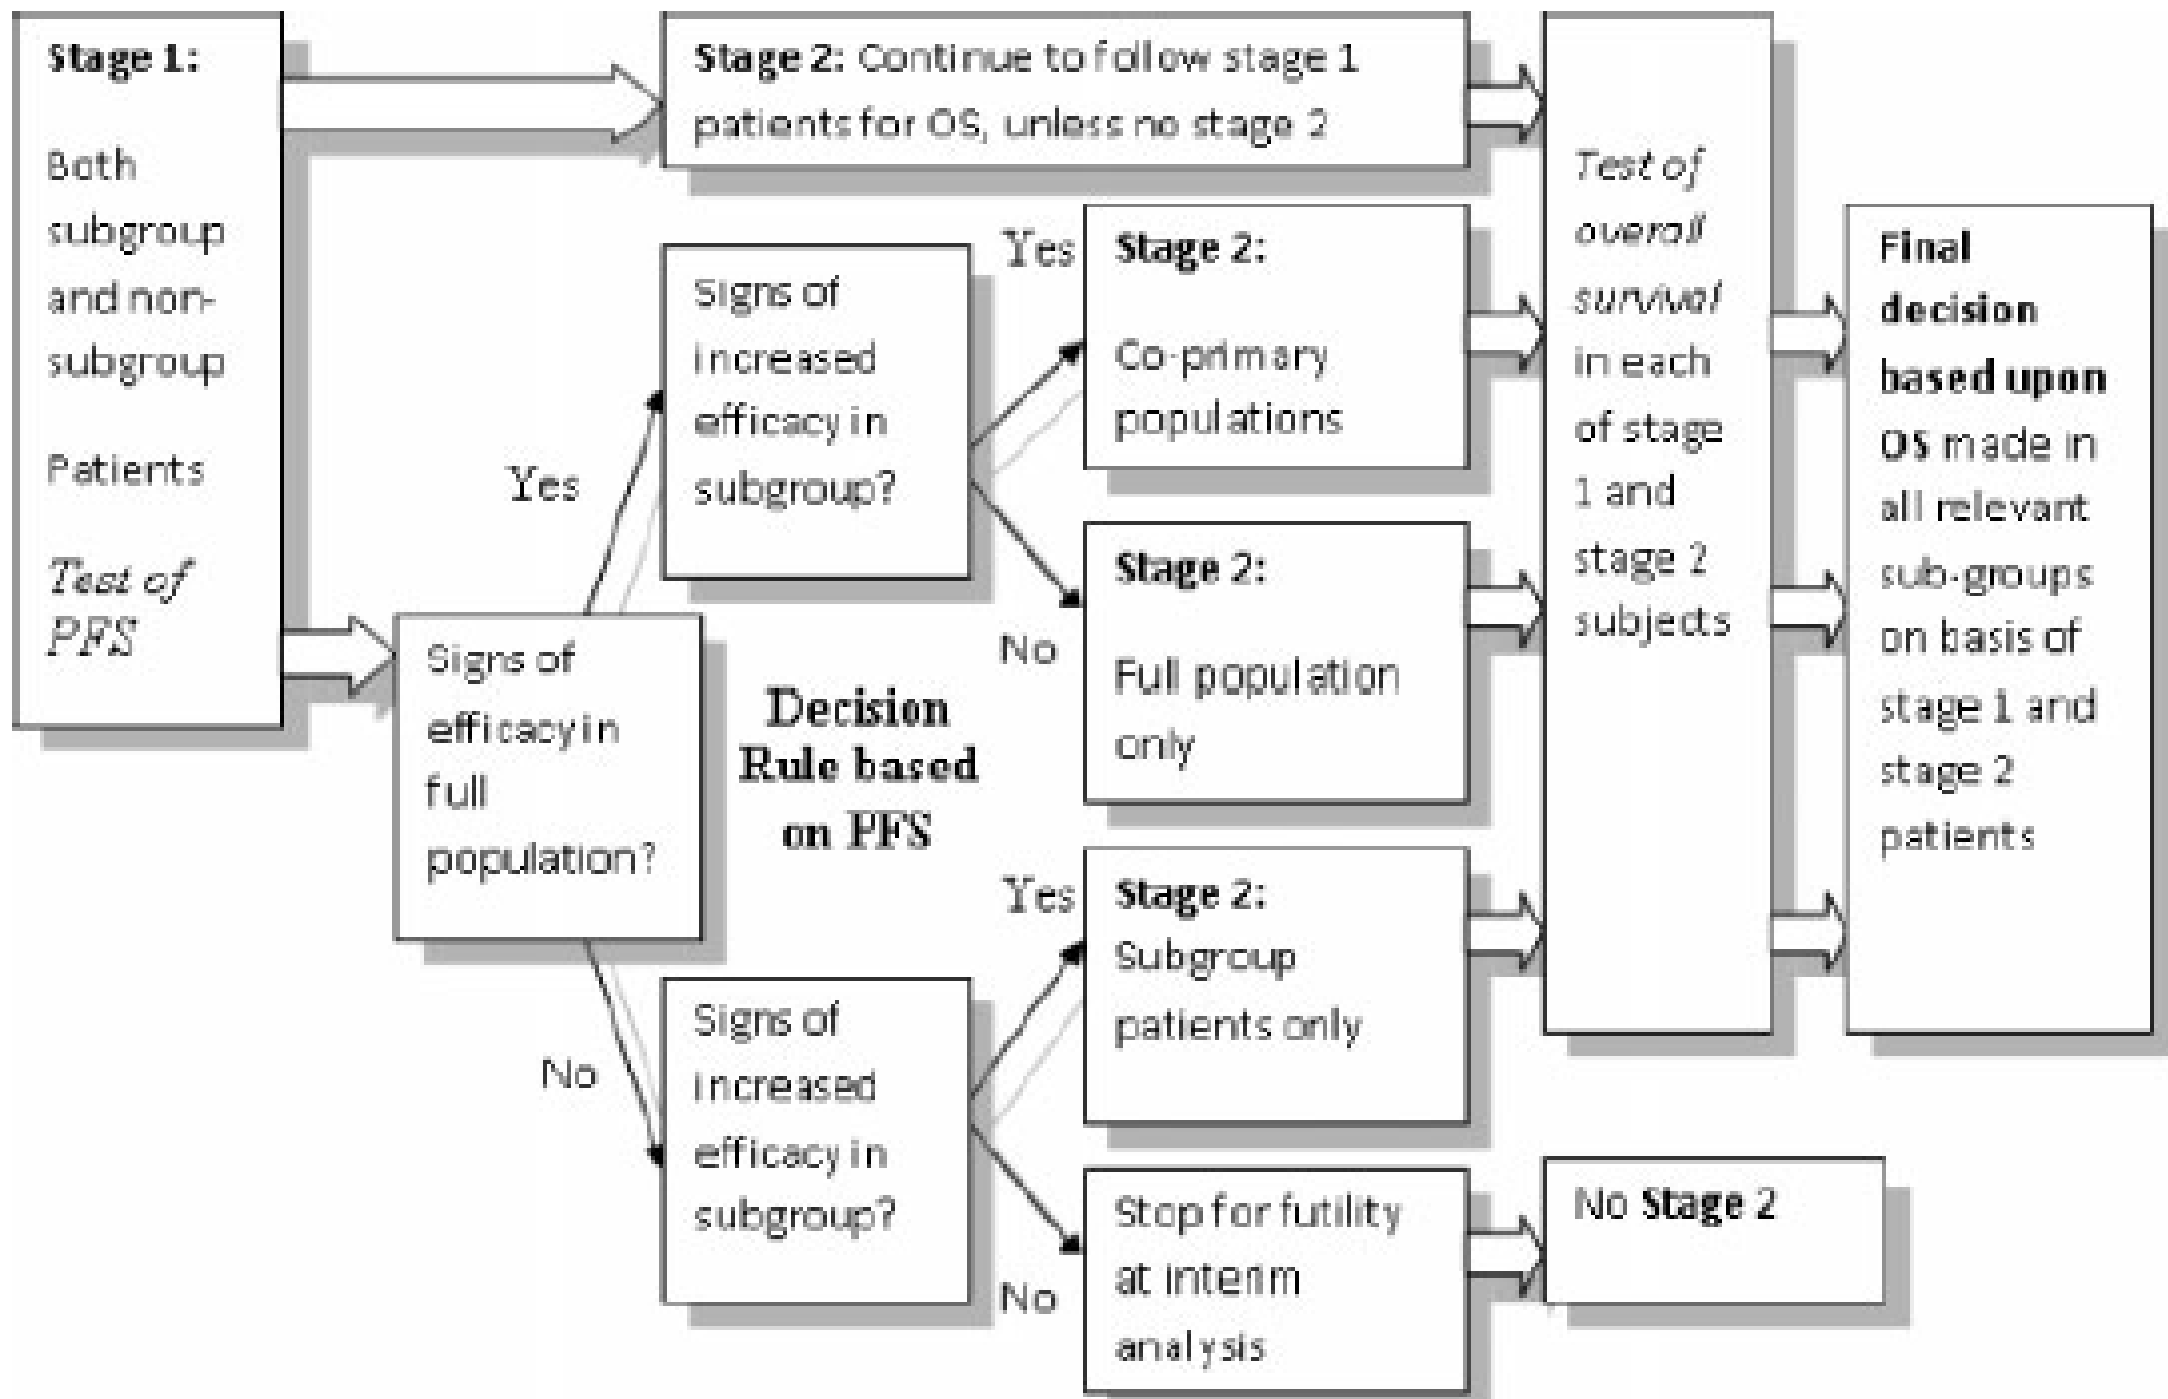 Stage 1:
Both
subgroup
and non-
subgroup
Patients
Test of
PFS
Stage 2: Continue to follow stage 1
patients for OS, unless no stage 2
Signs of
efficacy in
full
population?
Yes
No
Decision
Rule based
on PFS
Signs of
increased
efficacy in
subgroup?
Yes
No
Stage 2:
Co-primary
populations
Stage 2:
Full population
only
Signs of
increased
efficacy in
subgroup?
Yes
No
Stage 2:
Subgroup
patients only
Stop for futility
at interim
analysis
No Stage 2
Test of
overall
survival
in each
of stage
1 and
stage 2
subjects
Final
decision
based upon
OS made in
all relevant
sub-groups
on basis of
stage 1 and
stage 2
patients